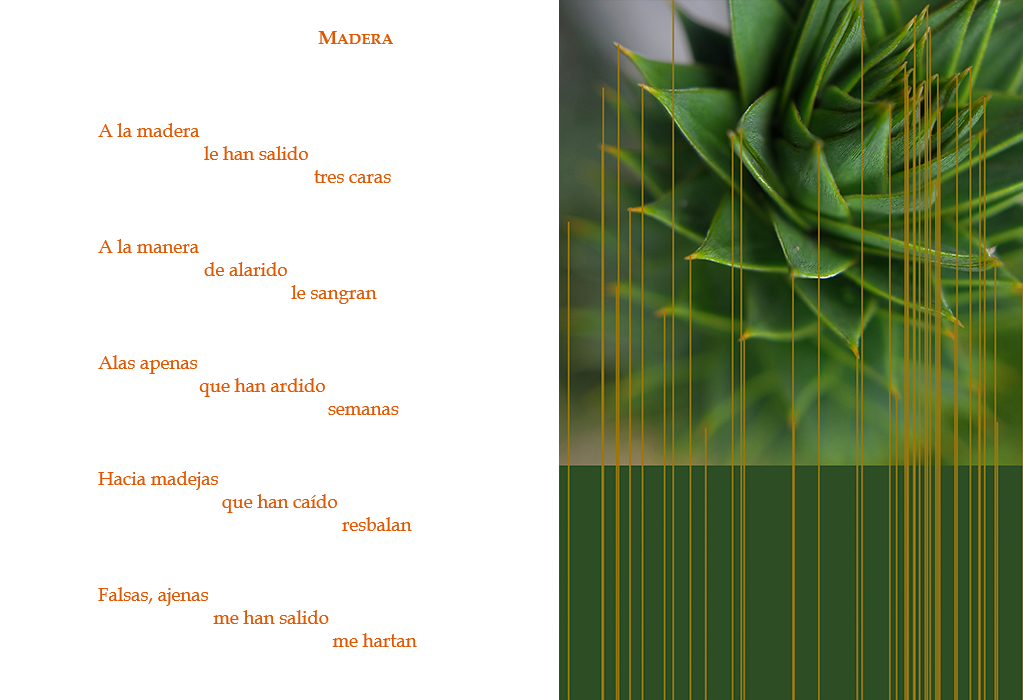 MADERA
A la madera
le han salido
tres caras
A la manera
de alarido
le sangran
Alas apenas
que han ardido
semanas
Hacia madejas
que han caído
resbalan
Falsas, ajenas
me han salido
me hartan